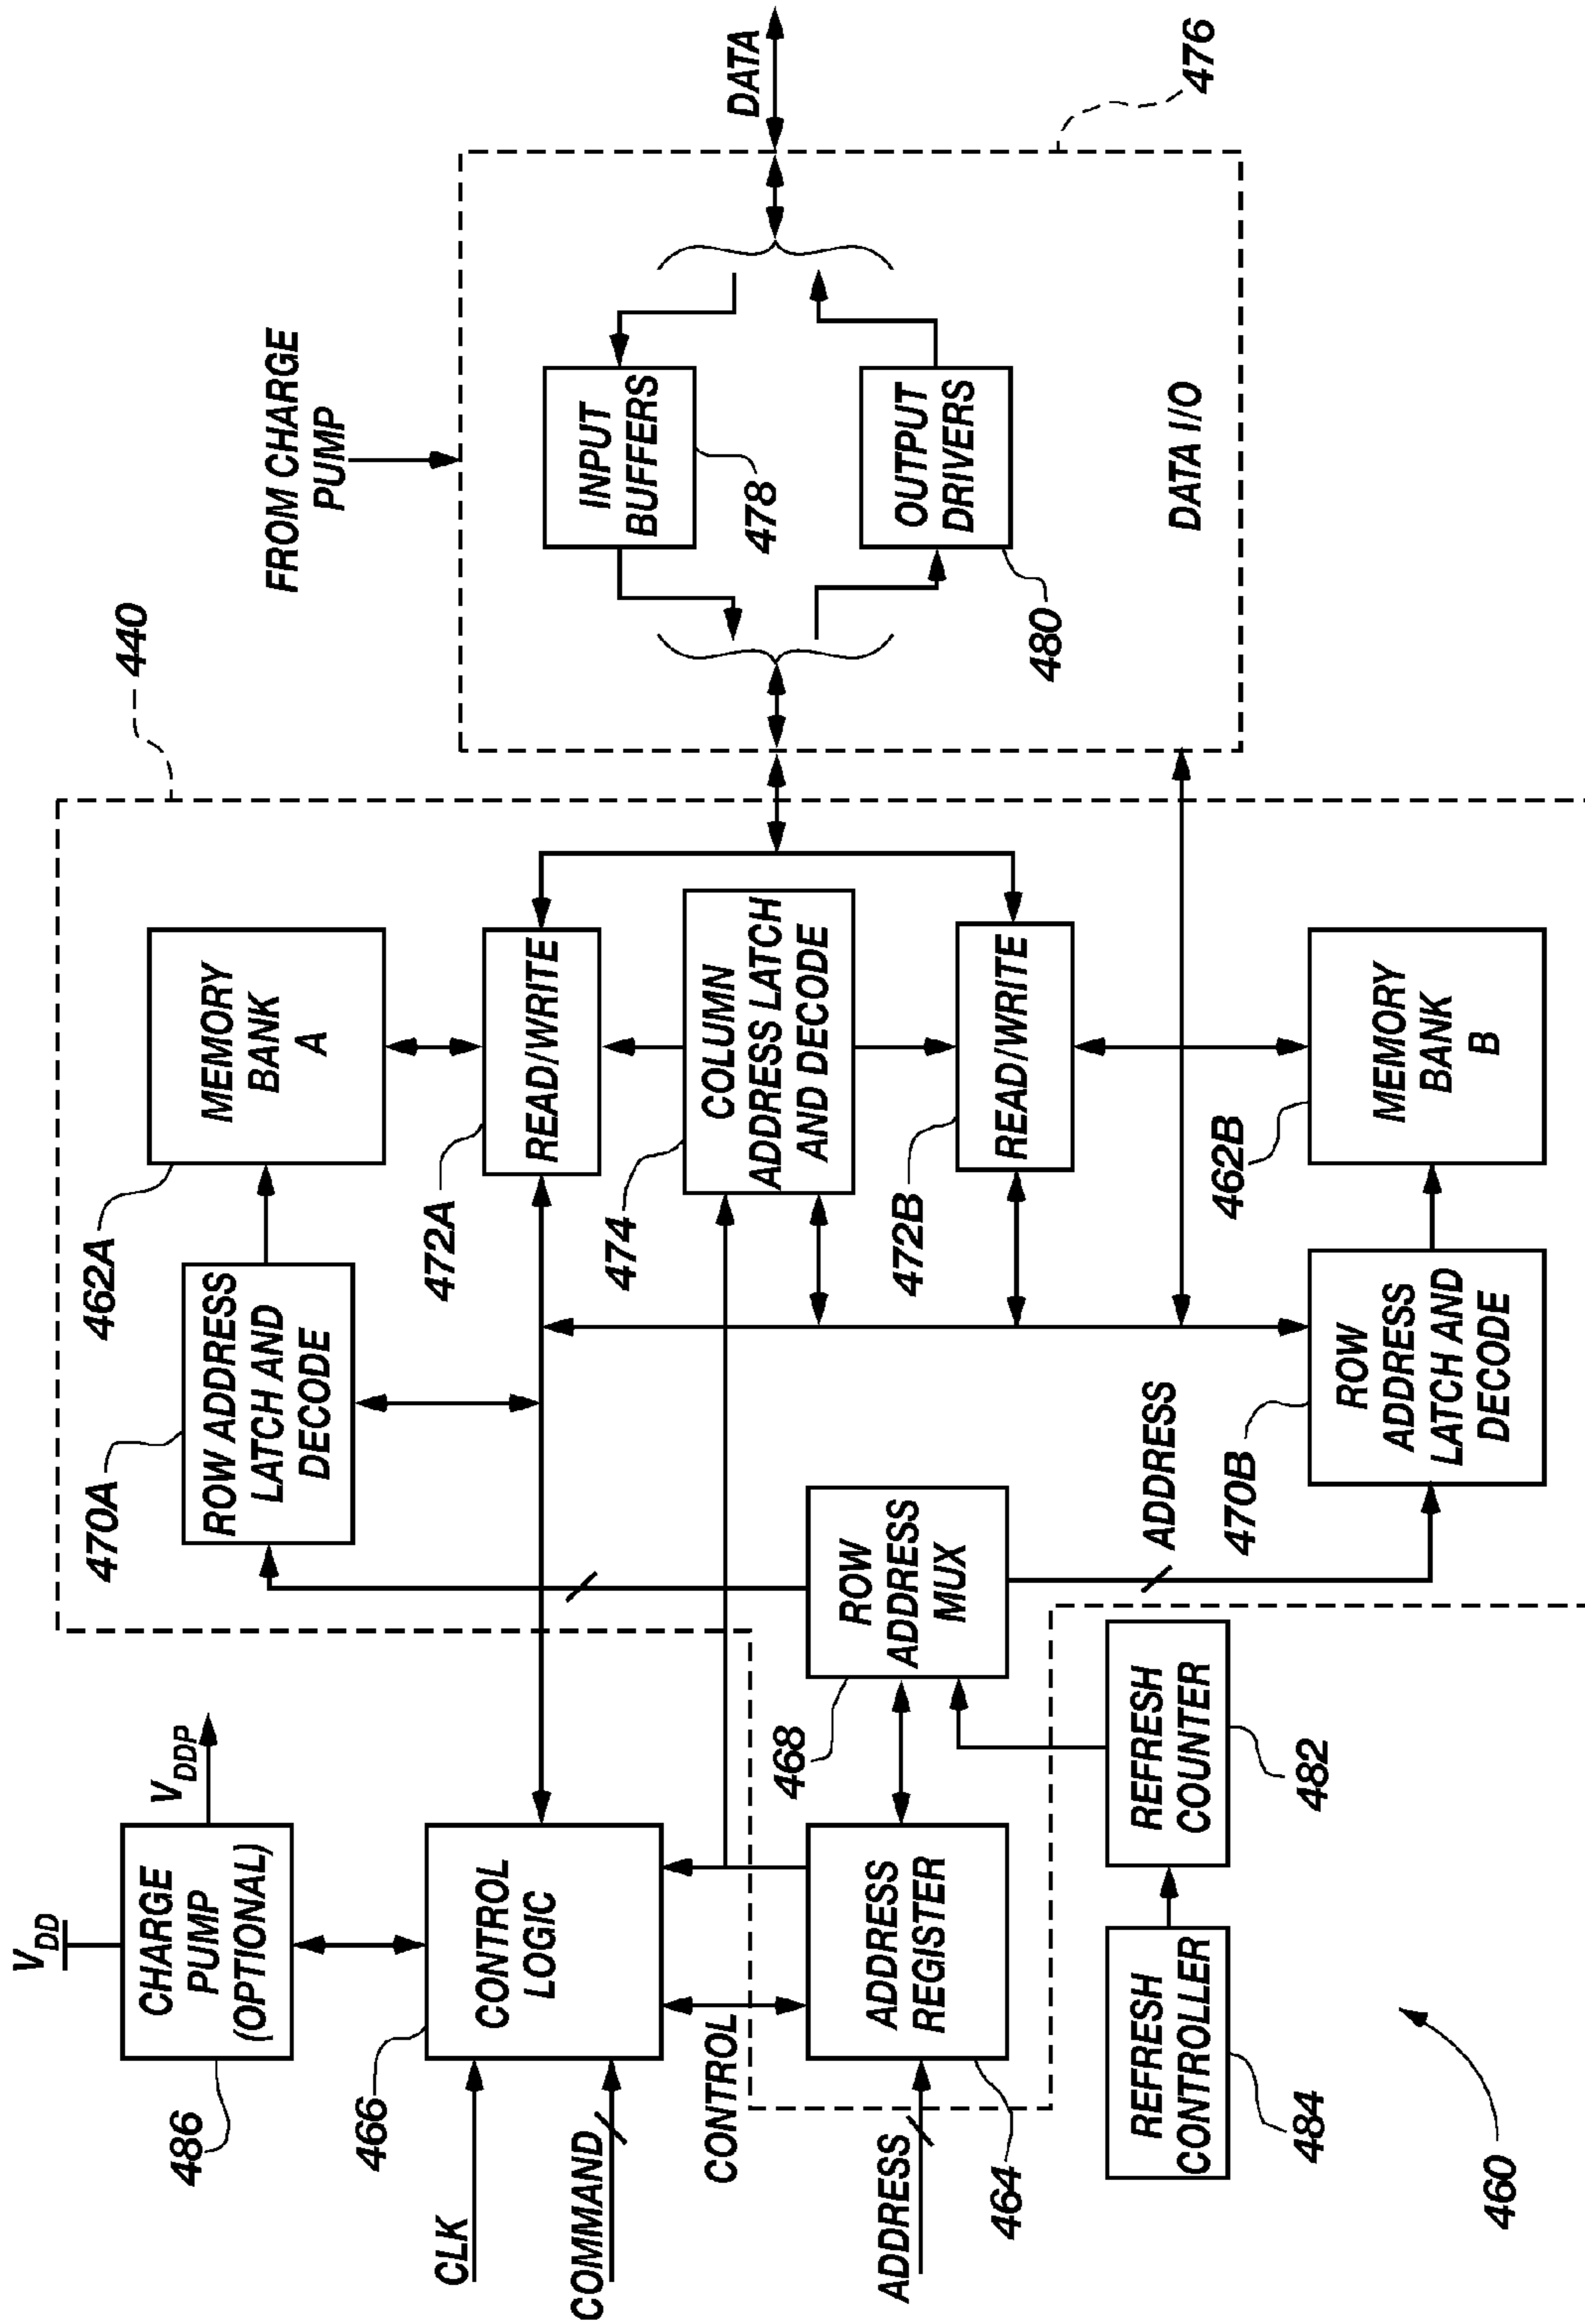 V_DD
CHARGE
PUMP
(OPTIONAL)
V_DDP
486
CLK
COMMAND
466
CONTROL
LOGIC
CONTROL
ADDRESS
464
ADDRESS
REGISTER
468
ROW
ADDRESS
MUX
REFRESH
CONTROLLER
484
REFRESH
COUNTER
482
460
470A
ROW ADDRESS
LATCH AND
DECODE
462A
MEMORY
BANK
A
472A
READ/WRITE
474
COLUMN
ADDRESS LATCH
AND DECODE
472B
READ/WRITE
ADDRESS
470B
ROW
ADDRESS
LATCH AND
DECODE
462B
MEMORY
BANK
B
440
FROM CHARGE
PUMP
INPUT
BUFFERS
478
OUTPUT
DRIVERS
480
DATA I/O
DATA
476